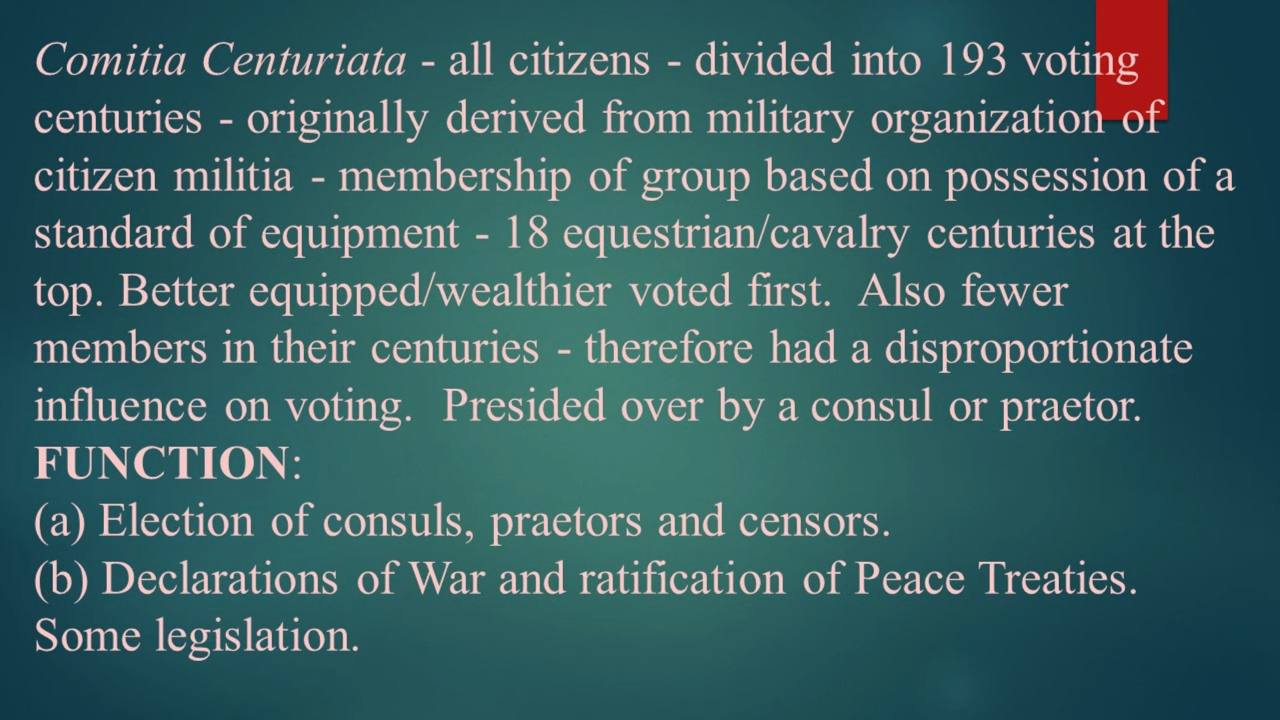 Comitia Centuriata - all citizens - divided into 193 voting
centuries - originally derived from military organization of
citizen militia - membership of group based on possession of a
standard of equipment - 18 equestrian/cavalry centuries at the
top. Better equipped/wealthier voted first.  Also fewer
members in their centuries - therefore had a disproportionate
influence on voting.  Presided over by a consul or praetor.
FUNCTION:
(a) Election of consuls, praetors and censors.
(b) Declarations of War and ratification of Peace Treaties.
Some legislation.